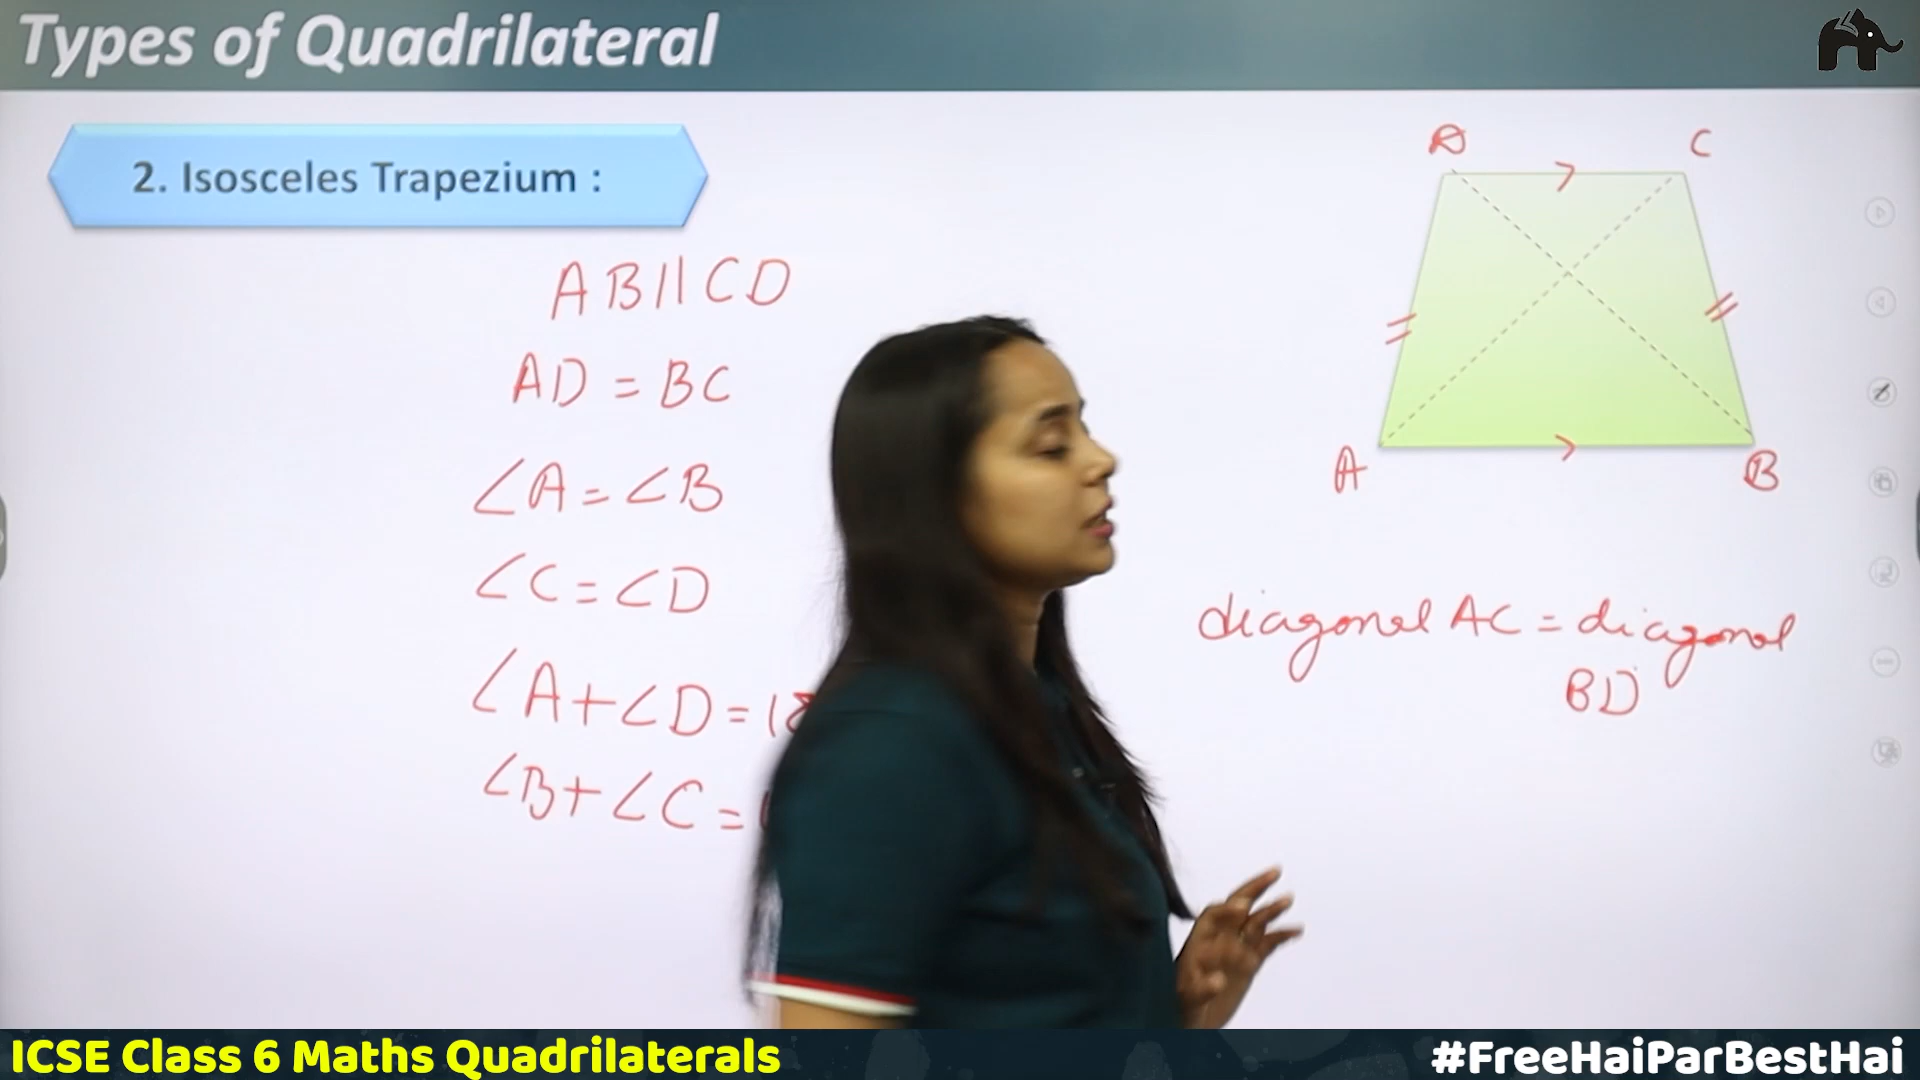 Types of Quadrilateral
2. Isosceles Trapezium :
D C
A B
AB || CD
AD = BC
∠A = ∠B
∠C = ∠D
∠A + ∠D = 18
∠B + ∠C =
diagonal AC = diagonal
BD
ICSE Class 6 Maths Quadrilaterals
#FreeHaiParBestHai